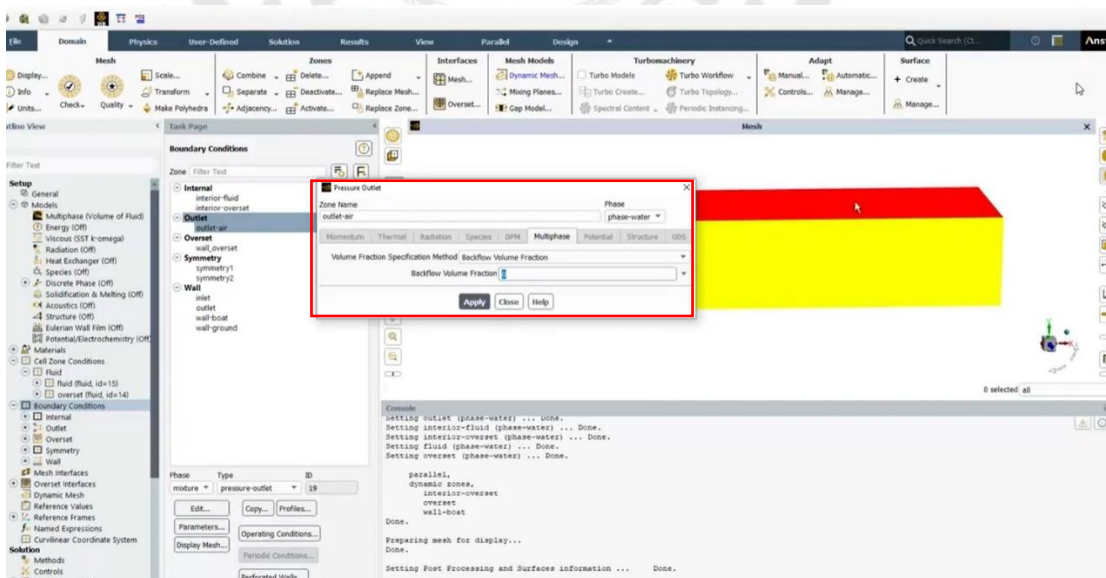 File Domain Physics User-Defined Solution Results View Parallel Design Quick Search (Ct... Ans
Mesh Zones Interfaces Mesh Models Turbomachinery Adapt Surface
Display... Scale... Combine Delete... Append Mesh... Dynamic Mesh... Turbo Models Turbo Workflow Manual... Automatic... + Create
Info Check Quality Transform Separate Deactivate... Replace Mesh... Mixing Planes... Turbo Create... Turbo Topology... Controls... Manage...
Units... Make Polyhedra Adjacency... Activate... Replace Zone... Overset... Gap Model... Spectral Content Periodic Instancing... Manage...
utline View
Filter Text
Setup
General
Models
Multiphase (Volume of Fluid)
Energy (Off)
Viscous (SST k-omega)
Radiation (Off)
Heat Exchanger (Off)
Species (Off)
Discrete Phase (Off)
Solidification & Melting (Off)
Acoustics (Off)
Structure (Off)
Eulerian Wall Film (Off)
Potential/Electrochemistry (Off
Materials
Cell Zone Conditions
Fluid
fluid (fluid, id=15)
overset (fluid, id=14)
Boundary Conditions
Internal
Outlet
Overset
Symmetry
Wall
Mesh Interfaces
Overset Interfaces
Dynamic Mesh
Reference Values
Reference Frames
Named Expressions
Curvilinear Coordinate System
Solution
Methods
Controls
Task Page
Boundary Conditions
Zone Filter Text
Internal
interior-fluid
interior-overset
Outlet
outlet-air
Overset
wall_overset
Symmetry
symmetry1
symmetry2
Wall
inlet
outlet
wall-boat
wall-ground
Phase Type ID
mixture pressure-outlet 19
Edit... Copy... Profiles...
Parameters... Operating Conditions...
Display Mesh... Periodic Conditions...
Perforated Walls...
Mesh
Pressure Outlet
Zone Name Phase
outlet-air phase-water
Momentum Thermal Radiation Species DPM Multiphase Potential Structure UDS
Volume Fraction Specification Method Backflow Volume Fraction
Backflow Volume Fraction 0
Apply Close Help
0 selected all
Console
Setting outlet (phase-water) ... Done.
Setting interior-fluid (phase-water) ... Done.
Setting interior-overset (phase-water) ... Done.
Setting fluid (phase-water) ... Done.
Setting overset (phase-water) ... Done.
parallel,
dynamic zones,
interior-overset
overset
wall-boat
Done.
Preparing mesh for display...
Done.
Setting Post Processing and Surfaces information ... Done.